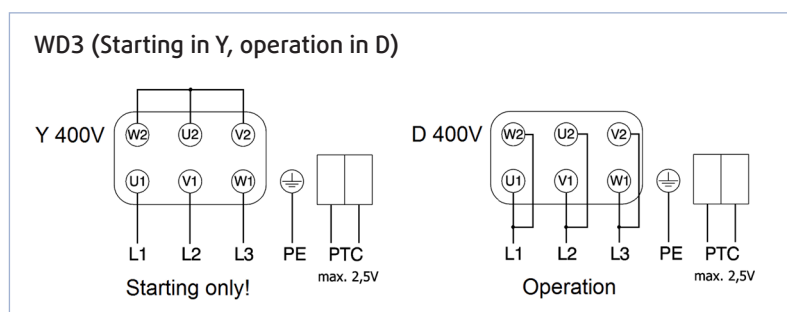 WD3 (Starting in Y, operation in D)
Y 400V
W2 U2 V2
U1 V1 W1
L1 L2 L3 PE PTC
max. 2,5V
Starting only!
D 400V
W2 U2 V2
U1 V1 W1
L1 L2 L3 PE PTC
max. 2,5V
Operation